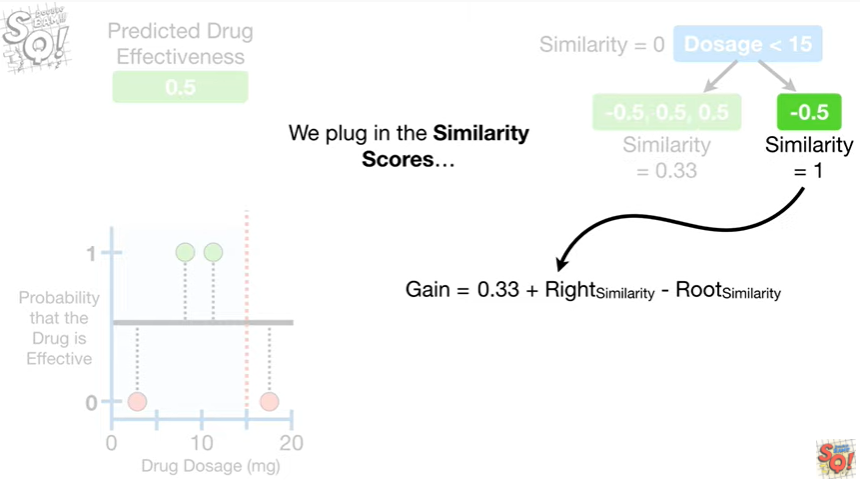 SQ!
Predicted Drug
Effectiveness
0.5
Similarity = 0 Dosage < 15
-0.5, 0.5, 0.5 -0.5
Similarity Similarity
= 0.33 = 1
We plug in the Similarity
Scores…
Gain = 0.33 + RightSimilarity - RootSimilarity
1
Probability
that the
Drug is
Effective
0
0 10 20
Drug Dosage (mg)
SQ!